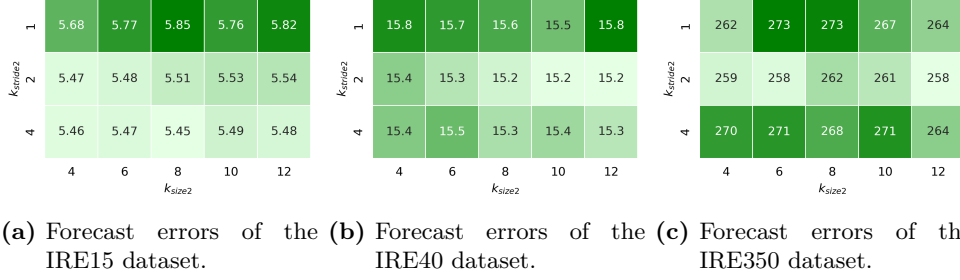 1 5.68 5.77 5.85 5.76 5.82
2 5.47 5.48 5.51 5.53 5.54
4 5.46 5.47 5.45 5.49 5.48
4 6 8 10 12
k_stride2
k_size2
1 15.8 15.7 15.6 15.5 15.8
2 15.4 15.3 15.2 15.2 15.2
4 15.4 15.5 15.3 15.4 15.3
4 6 8 10 12
k_stride2
k_size2
1 262 273 273 267 264
2 259 258 262 261 258
4 270 271 268 271 264
4 6 8 10 12
k_stride2
k_size2
(a) Forecast errors of the
IRE15 dataset.
(b) Forecast errors of the
IRE40 dataset.
(c) Forecast errors of th
IRE350 dataset.